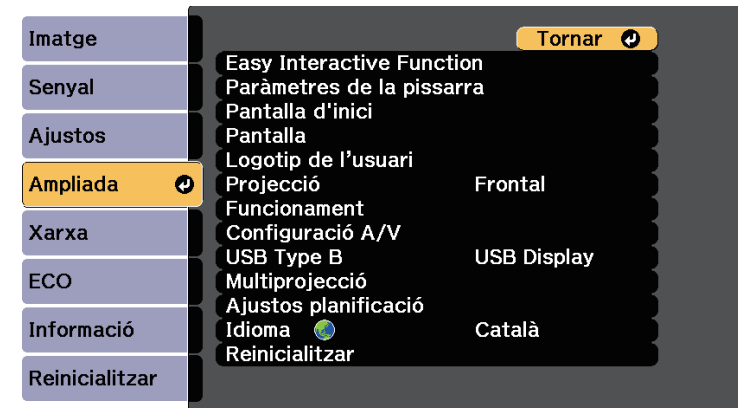 Imatge
Senyal
Ajustos
Ampliada
Xarxa
ECO
Informació
Reinicialitzar
Tornar
Easy Interactive Function
Paràmetres de la pissarra
Pantalla d'inici
Pantalla
Logotip de l’usuari
Projecció Frontal
Funcionament
Configuració A/V
USB Type B USB Display
Multiprojecció
Ajustos planificació
Idioma Català
Reinicialitzar